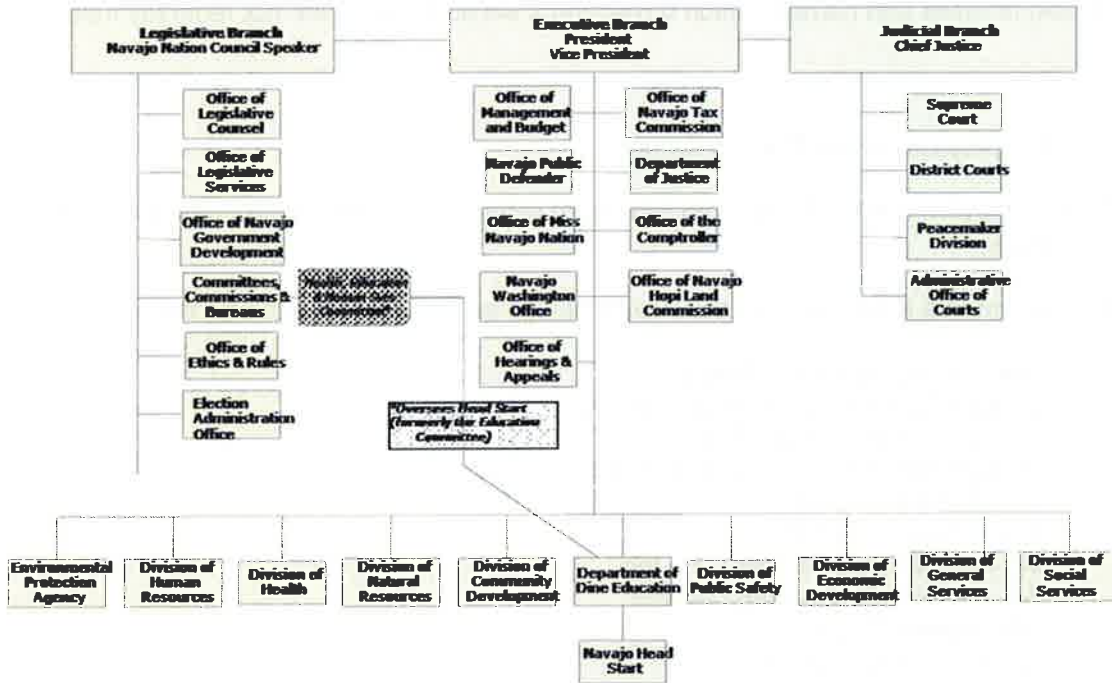 Legislative Branch
Navajo Nation Council Speaker
Executive Branch
President
Vice President
Judicial Branch
Chief Justice
Office of
Legislative
Counsel
Office of
Legislative
Services
Office of Navajo
Government
Development
Committees,
Commissions &
Bureaus
Health, Education
& Human Svcs
Committee*
Office of
Ethics & Rules
Election
Administration
Office
*Oversees Head Start
(formerly the Education
Committee)
Office of
Management
and Budget
Office of
Navajo Tax
Commission
Navajo Public
Defender
Department
of Justice
Office of Miss
Navajo Nation
Office of the
Comptroller
Navajo
Washington
Office
Office of Navajo
Hopi Land
Commission
Office of
Hearings &
Appeals
Supreme
Court
District Courts
Peacemaker
Division
Administrative
Office of
Courts
Environmental
Protection
Agency
Division of
Human
Resources
Division of
Health
Division of
Natural
Resources
Division of
Community
Development
Department of
Dine Education
Division of
Public Safety
Division of
Economic
Development
Division of
General
Services
Division of
Social
Services
Navajo Head
Start